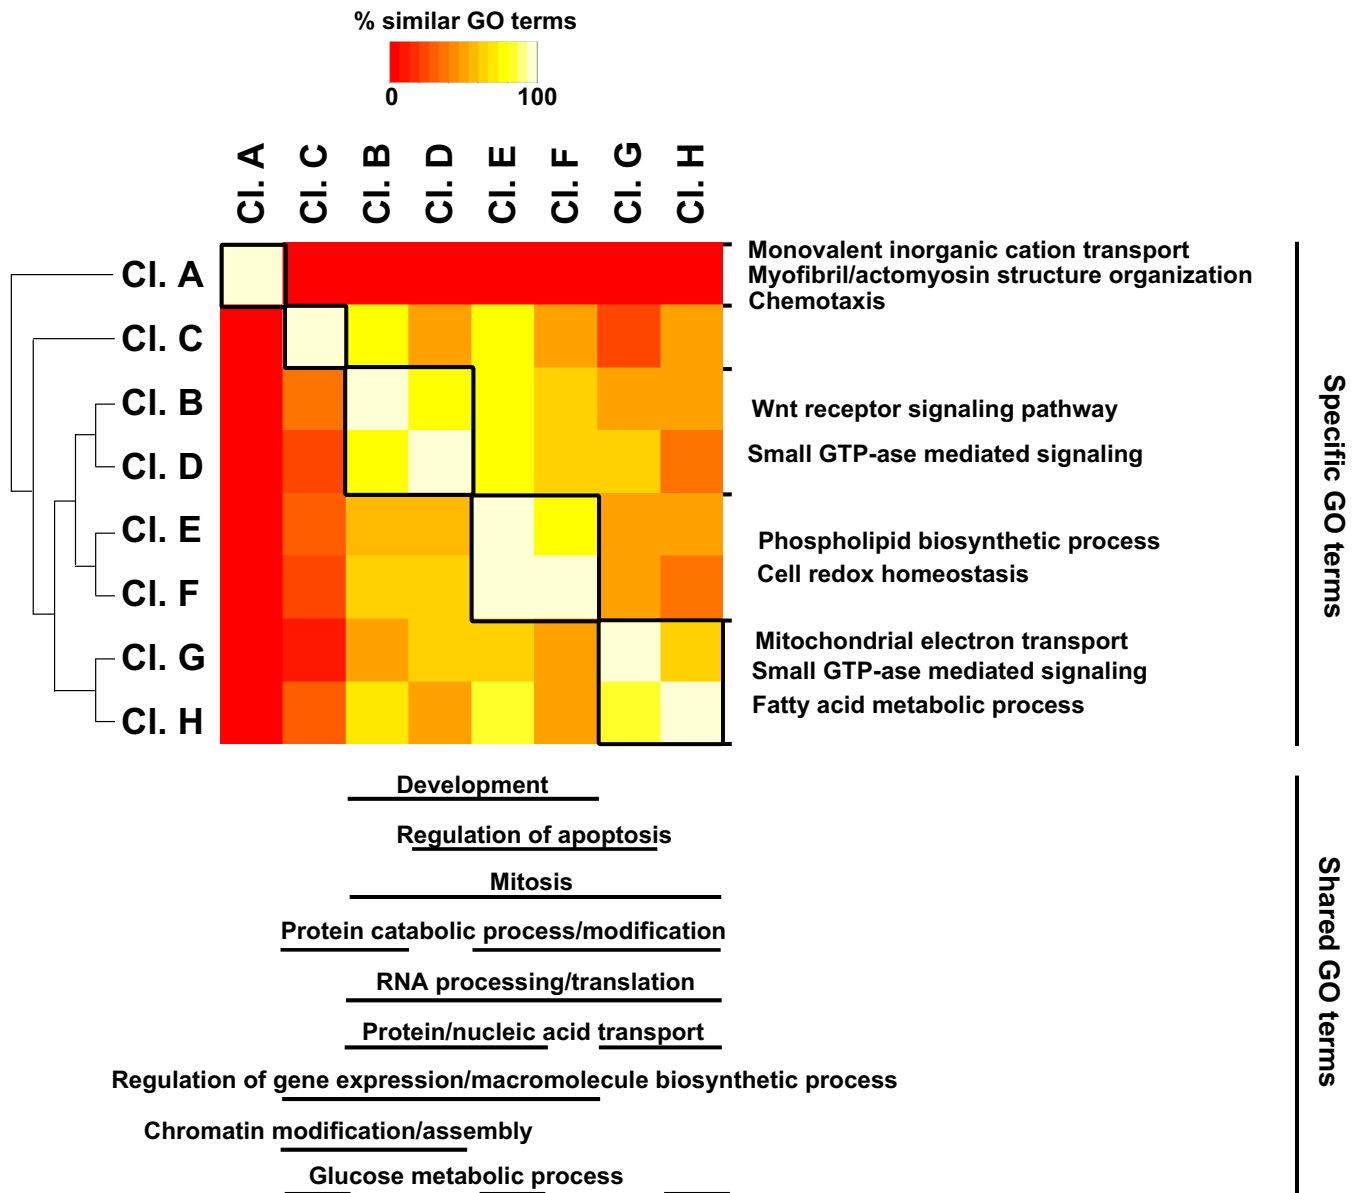 % similar GO terms
0 100
Cl. A Cl. C Cl. B Cl. D Cl. E Cl. F Cl. G Cl. H
Cl. A
Cl. C
Cl. B
Cl. D
Cl. E
Cl. F
Cl. G
Cl. H
Monovalent inorganic cation transport
Myofibril/actomyosin structure organization
Chemotaxis
Wnt receptor signaling pathway
Small GTP-ase mediated signaling
Phospholipid biosynthetic process
Cell redox homeostasis
Mitochondrial electron transport
Small GTP-ase mediated signaling
Fatty acid metabolic process
Specific GO terms
Development
Regulation of apoptosis
Mitosis
Protein catabolic process/modification
RNA processing/translation
Protein/nucleic acid transport
Regulation of gene expression/macromolecule biosynthetic process
Chromatin modification/assembly
Glucose metabolic process
Shared GO terms